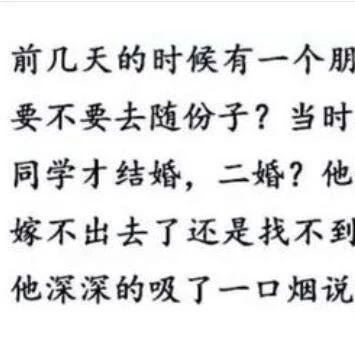 前几天的时候有一个朋
要不要去随份子？当时
同学才结婚，二婚？他
嫁不出去了还是找不到
他深深的吸了一口烟说